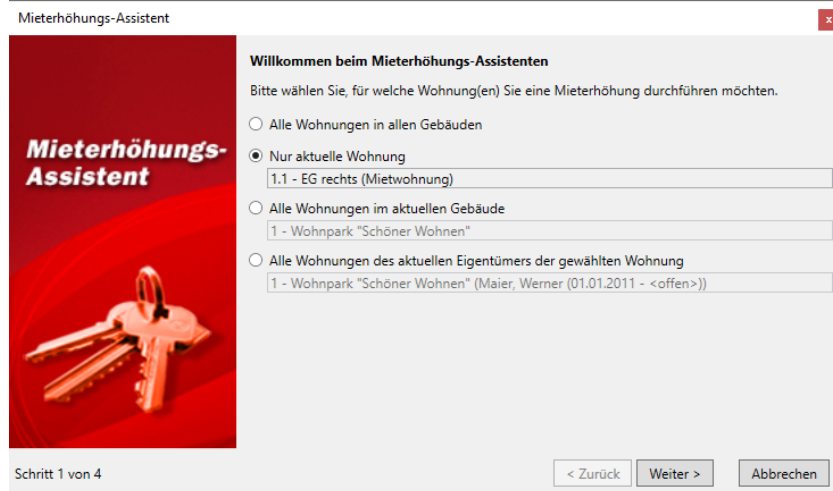 Mieterhöhungs-Assistent
x
Willkommen beim Mieterhöhungs-Assistenten
Bitte wählen Sie, für welche Wohnung(en) Sie eine Mieterhöhung durchführen möchten.
Alle Wohnungen in allen Gebäuden
Mieterhöhungs-
Assistent
Nur aktuelle Wohnung
1.1 - EG rechts (Mietwohnung)
Alle Wohnungen im aktuellen Gebäude
1 - Wohnpark "Schöner Wohnen"
Alle Wohnungen des aktuellen Eigentümers der gewählten Wohnung
1 - Wohnpark "Schöner Wohnen" (Maier, Werner (01.01.2011 - <offen>))
Schritt 1 von 4
< Zurück
Weiter >
Abbrechen